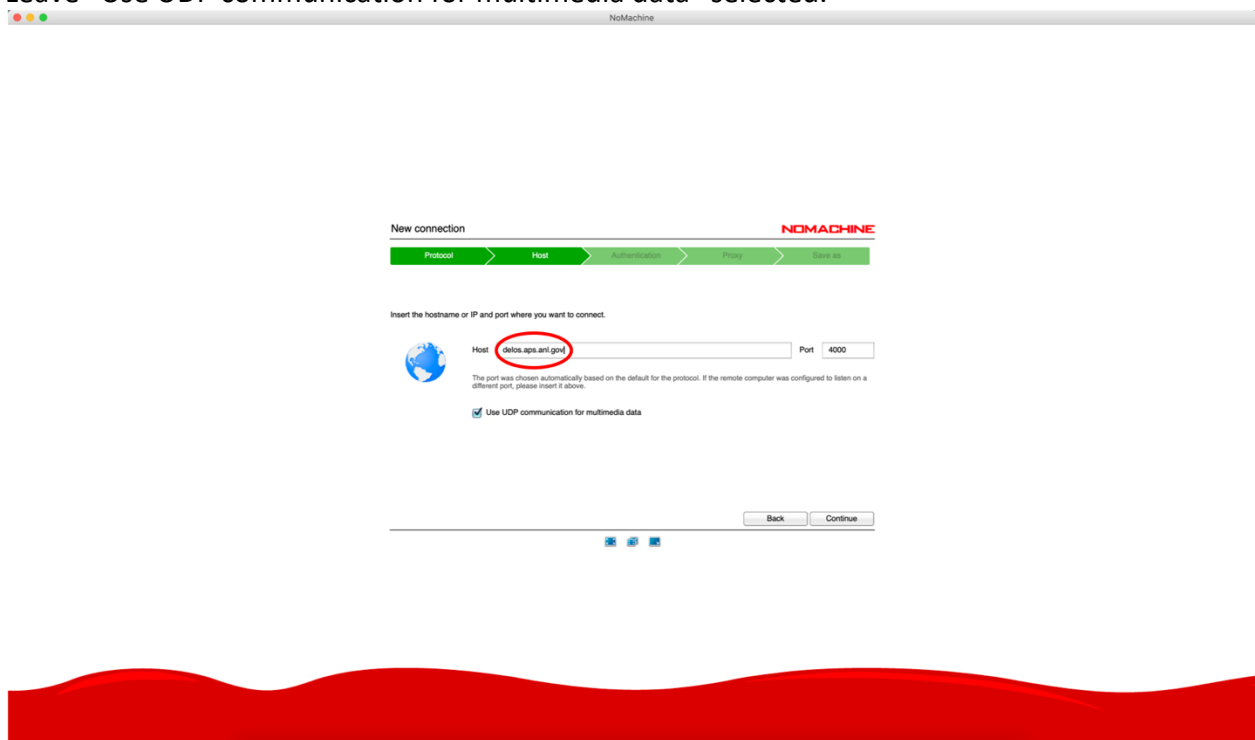 Leave "Use UDP communication for multimedia data" selected.
NoMachine
New connection
NOMACHINE
Protocol
Host
Authentication
Proxy
Save as
Insert the hostname or IP and port where you want to connect.
Host
delos.aps.anl.gov
Port
4000
The port was chosen automatically based on the default for the protocol. If the remote computer was configured to listen on a
different port, please insert it above.
Use UDP communication for multimedia data
Back
Continue